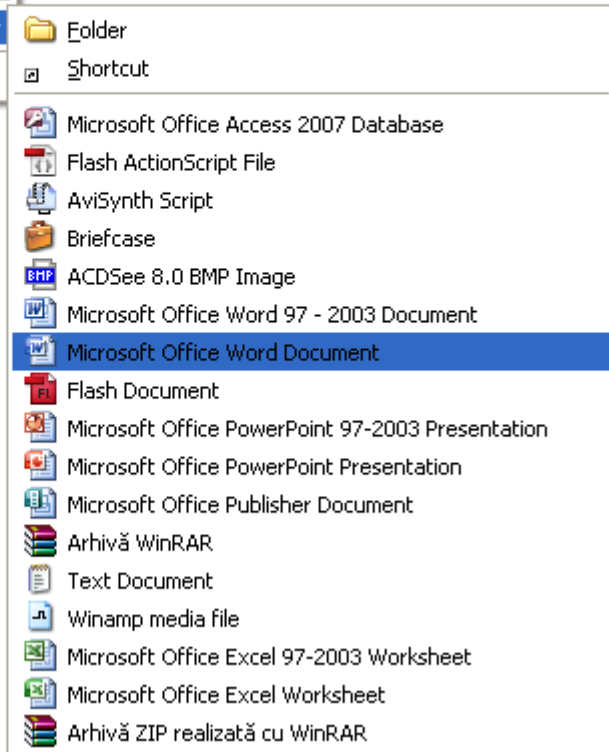 Folder
Shortcut
Microsoft Office Access 2007 Database
Flash ActionScript File
AviSynth Script
Briefcase
BMP ACDSee 8.0 BMP Image
Microsoft Office Word 97 - 2003 Document
Microsoft Office Word Document
Flash Document
Microsoft Office PowerPoint 97-2003 Presentation
Microsoft Office PowerPoint Presentation
Microsoft Office Publisher Document
Arhivă WinRAR
Text Document
Winamp media file
Microsoft Office Excel 97-2003 Worksheet
Microsoft Office Excel Worksheet
Arhivă ZIP realizată cu WinRAR